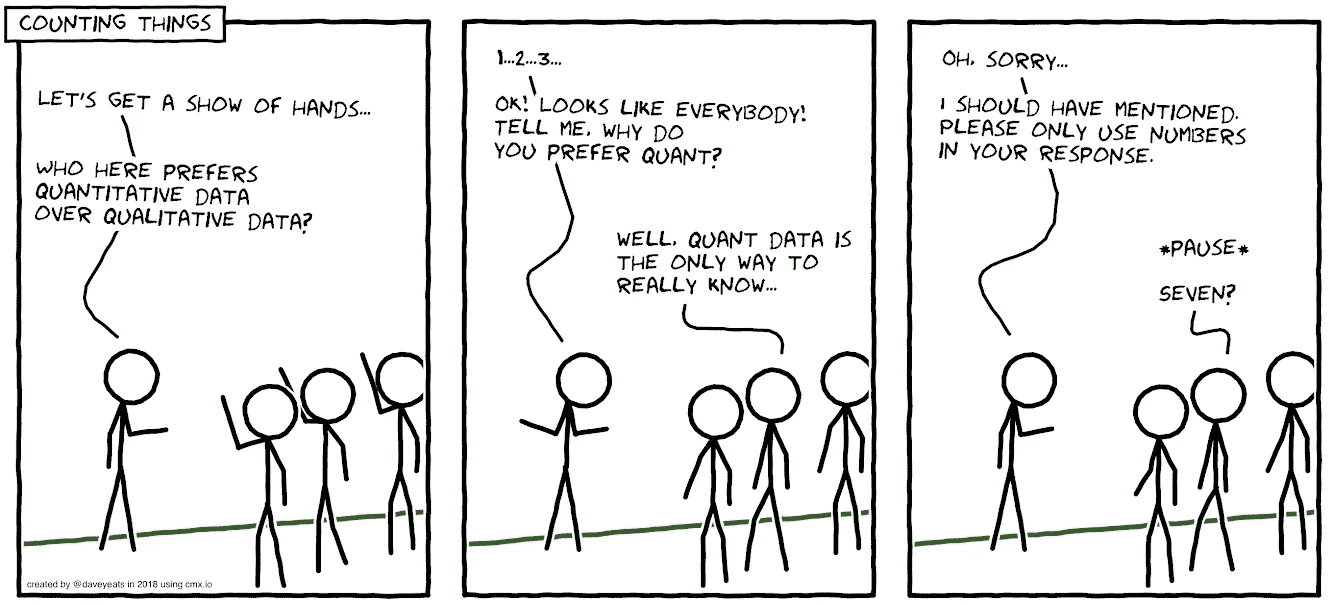 COUNTING THINGS
LET'S GET A SHOW OF HANDS...
WHO HERE PREFERS
QUANTITATIVE DATA
OVER QUALITATIVE DATA?
created by @daveyeats in 2018 using cmx.io
1...2...3...
OK! LOOKS LIKE EVERYBODY!
TELL ME, WHY DO
YOU PREFER QUANT?
WELL, QUANT DATA IS
THE ONLY WAY TO
REALLY KNOW...
OH, SORRY...
I SHOULD HAVE MENTIONED.
PLEASE ONLY USE NUMBERS
IN YOUR RESPONSE.
*PAUSE*
SEVEN?